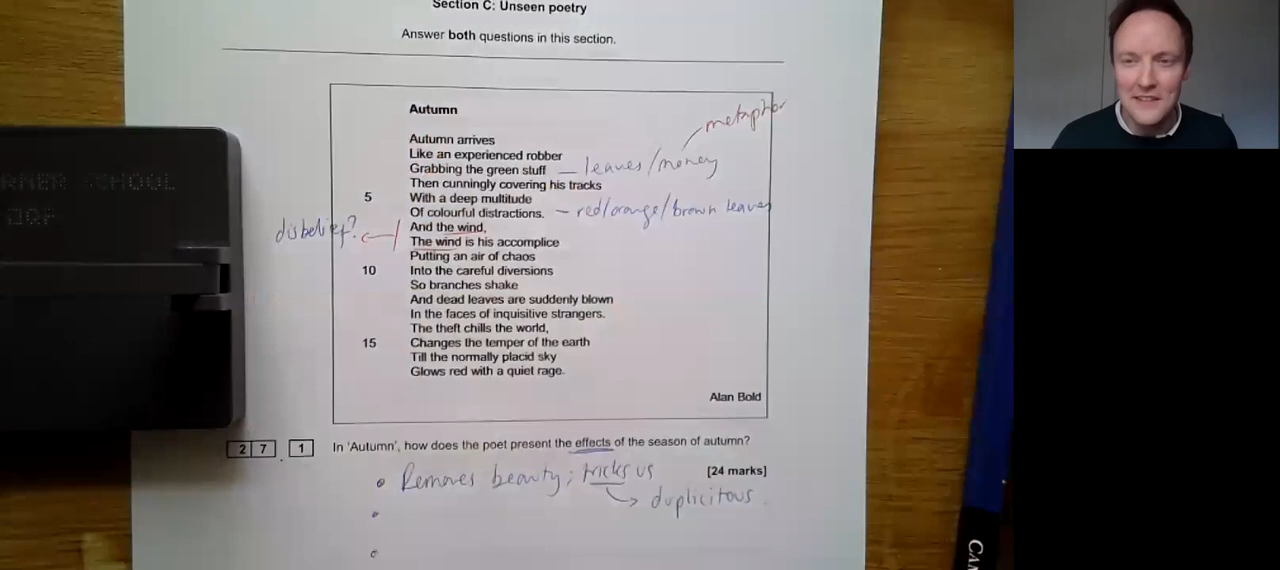 Section C: Unseen poetry
Answer both questions in this section.
Autumn
metaphor
Autumn arrives
Like an experienced robber
Grabbing the green stuff — leaves/money
Then cunningly covering his tracks
5 With a deep multitude
Of colourful distractions. — red/orange/brown leaves
And the wind,
disbelief?
The wind is his accomplice
Putting an air of chaos
10 Into the careful diversions
So branches shake
And dead leaves are suddenly blown
In the faces of inquisitive strangers.
The theft chills the world,
15 Changes the temper of the earth
Till the normally placid sky
Glows red with a quiet rage.
Alan Bold
2 7 . 1 In 'Autumn', how does the poet present the effects of the season of autumn?
[24 marks]
• Removes beauty; tricks us
duplicitous.
SCHOOL
CAN